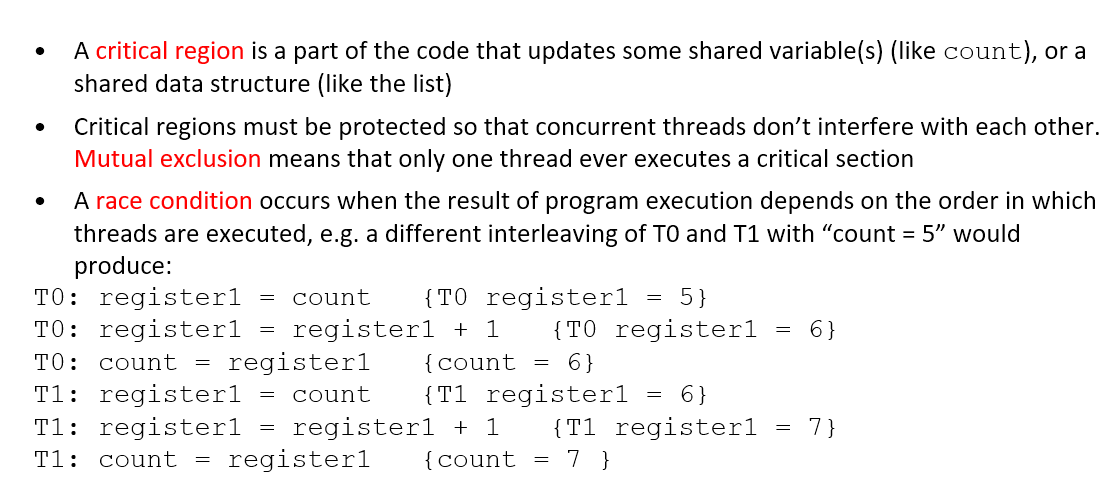 • A critical region is a part of the code that updates some shared variable(s) (like count), or a
shared data structure (like the list)
• Critical regions must be protected so that concurrent threads don’t interfere with each other.
Mutual exclusion means that only one thread ever executes a critical section
• A race condition occurs when the result of program execution depends on the order in which
threads are executed, e.g. a different interleaving of T0 and T1 with “count = 5” would
produce:
T0: register1 = count {T0 register1 = 5}
T0: register1 = register1 + 1 {T0 register1 = 6}
T0: count = register1 {count = 6}
T1: register1 = count {T1 register1 = 6}
T1: register1 = register1 + 1 {T1 register1 = 7}
T1: count = register1 {count = 7 }